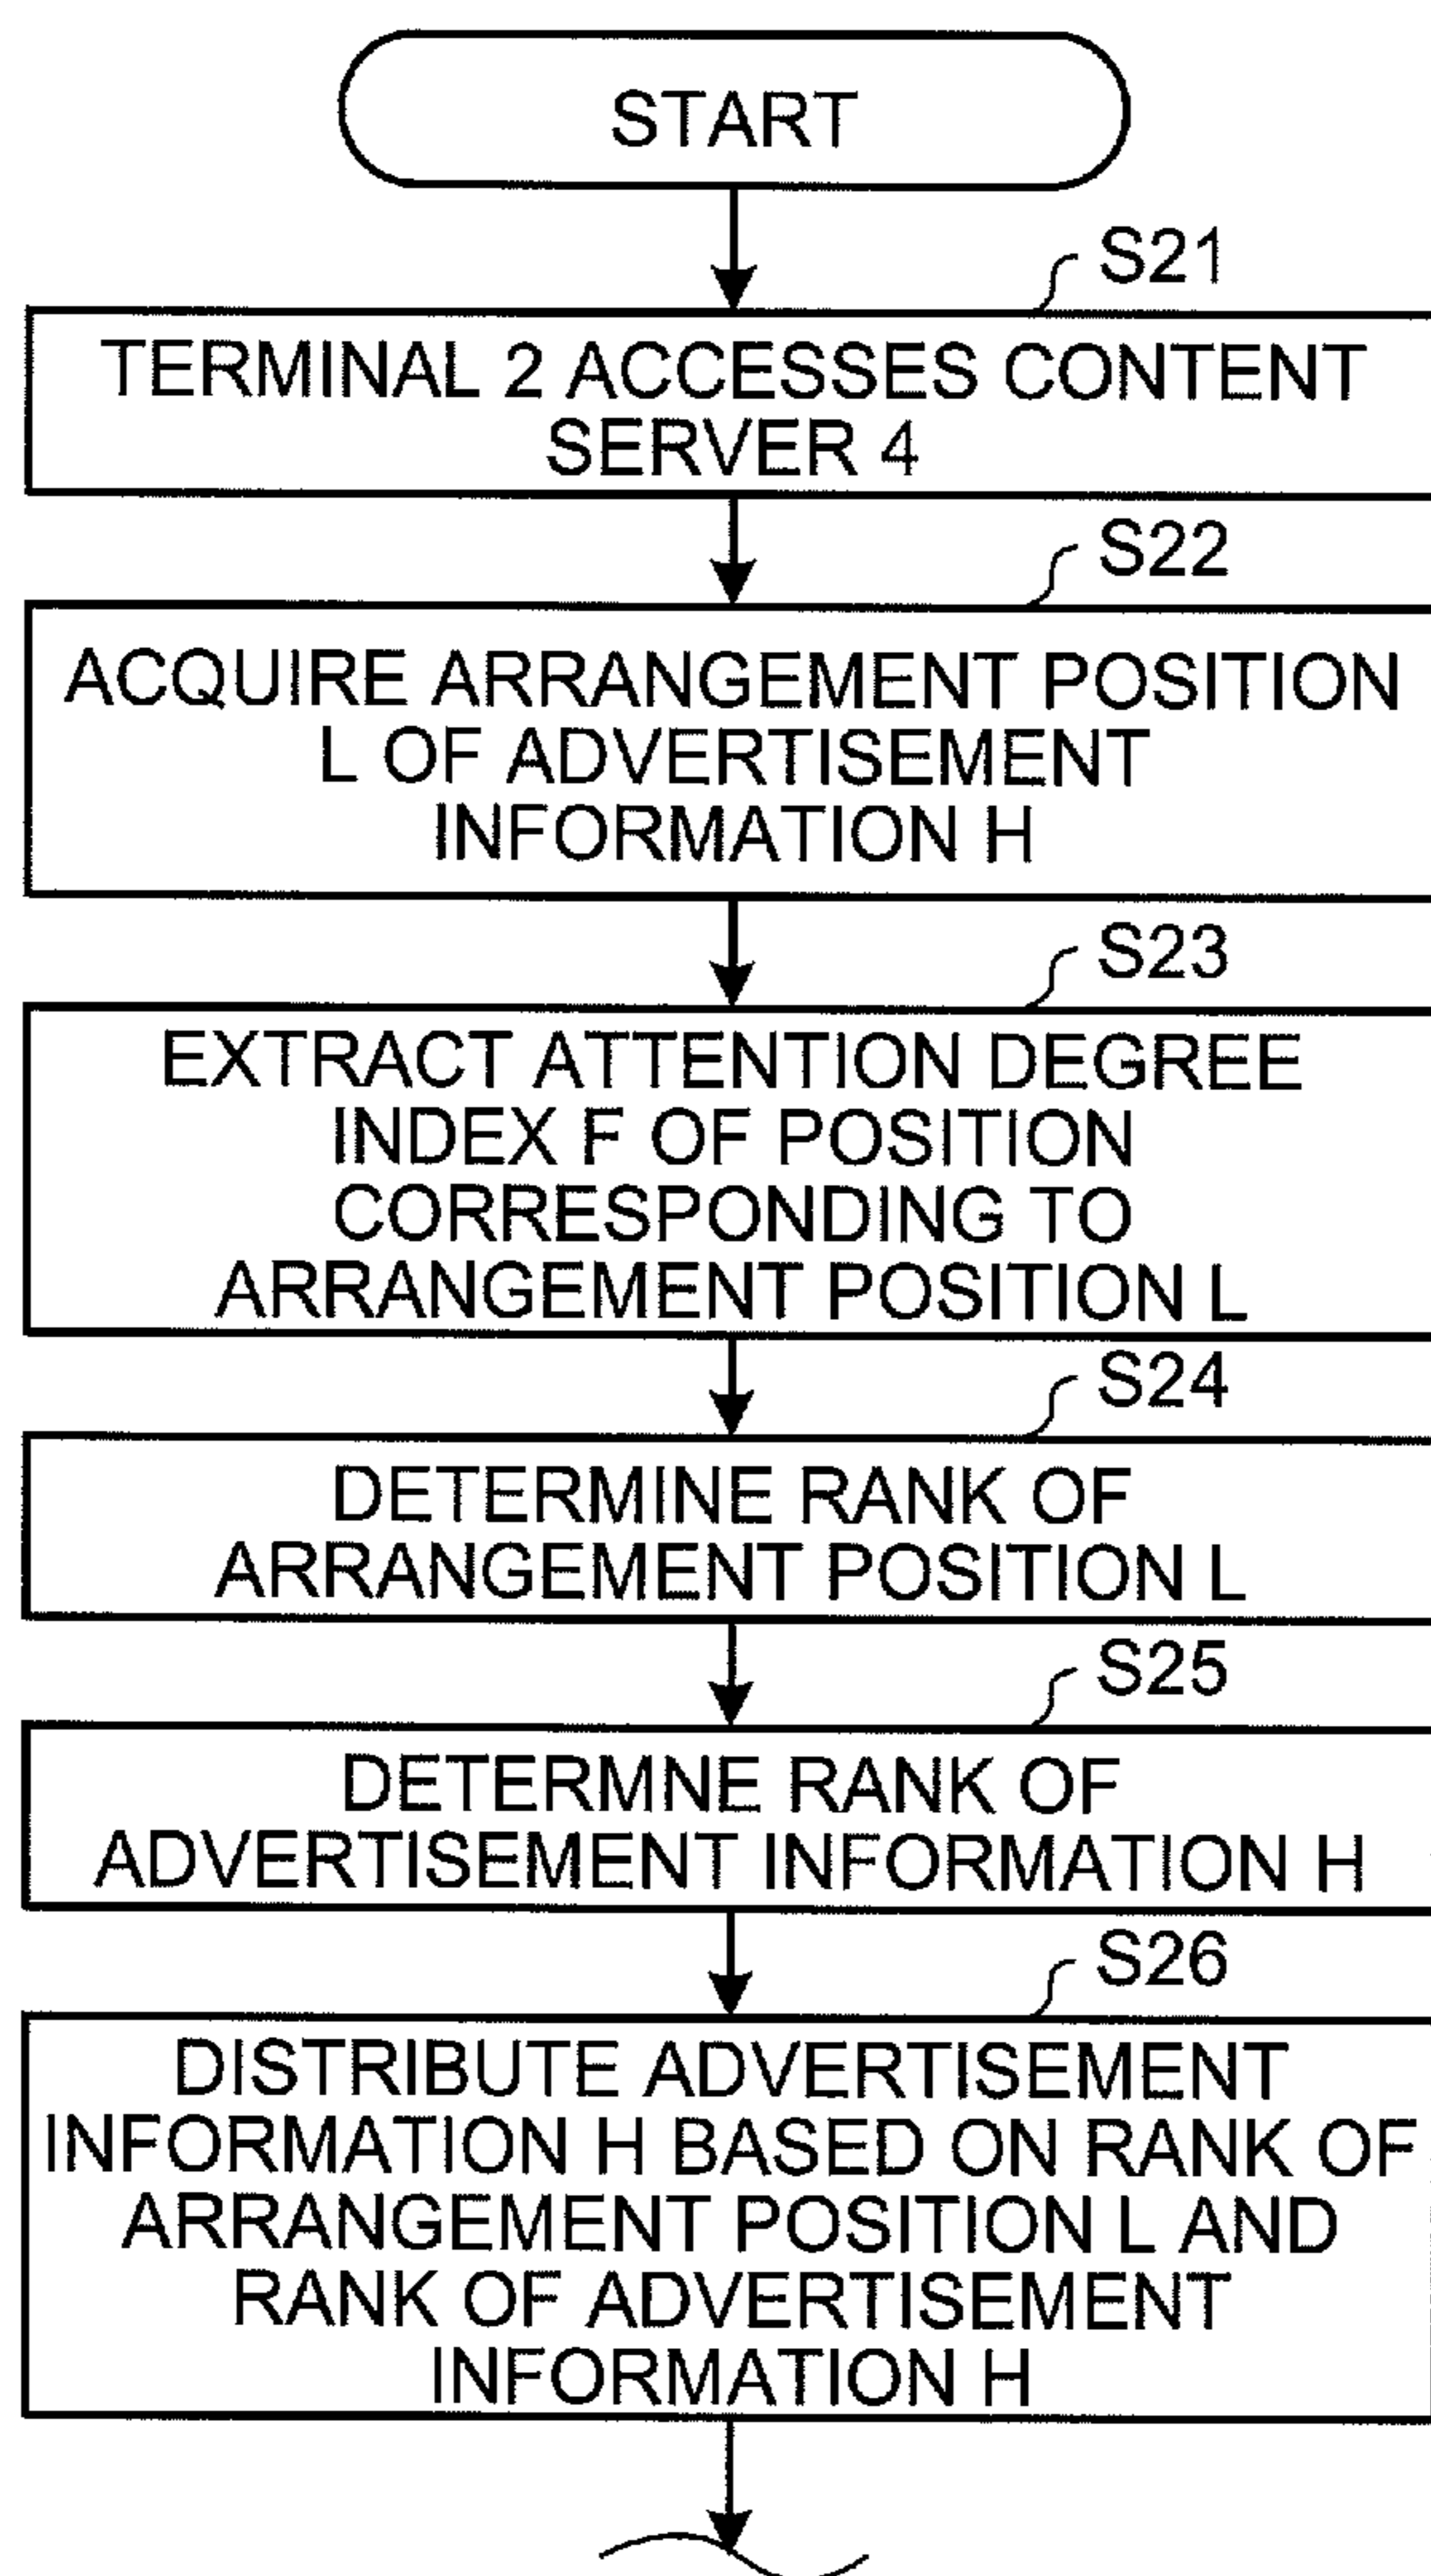 START
S21
TERMINAL 2 ACCESSES CONTENT
SERVER 4
S22
ACQUIRE ARRANGEMENT POSITION
L OF ADVERTISEMENT
INFORMATION H
S23
EXTRACT ATTENTION DEGREE
INDEX F OF POSITION
CORRESPONDING TO
ARRANGEMENT POSITION L
S24
DETERMINE RANK OF
ARRANGEMENT POSITION L
S25
DETERMNE RANK OF
ADVERTISEMENT INFORMATION H
S26
DISTRIBUTE ADVERTISEMENT
INFORMATION H BASED ON RANK OF
ARRANGEMENT POSITION L AND
RANK OF ADVERTISEMENT
INFORMATION H